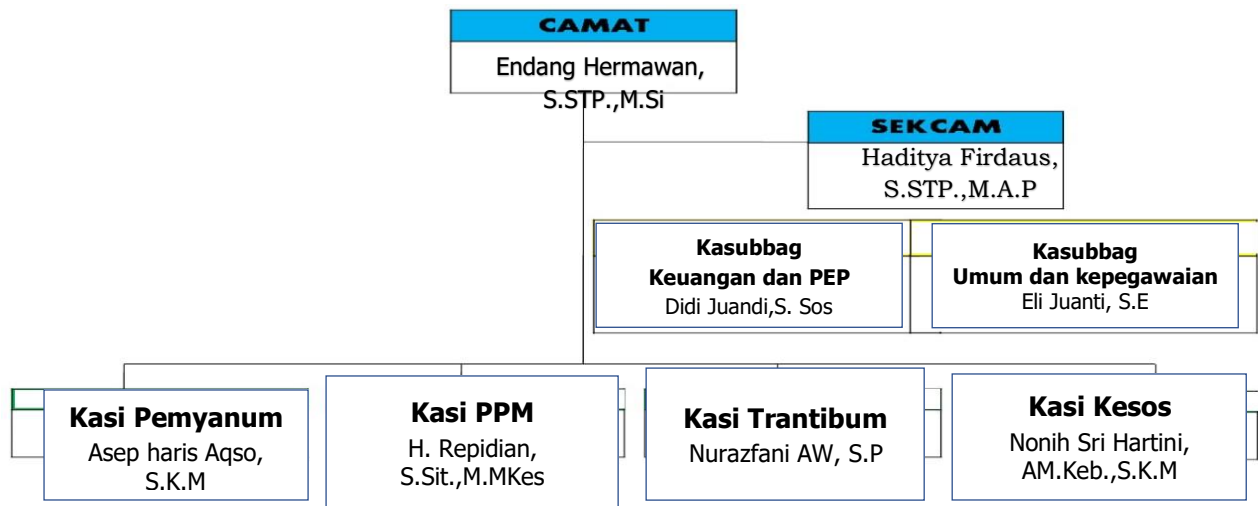 CAMAT
Endang Hermawan,
S.STP.,M.Si
SEKCAM
Haditya Firdaus,
S.STP.,M.A.P
Kasubbag
Keuangan dan PEP
Didi Juandi,S. Sos
Kasubbag
Umum dan kepegawaian
Eli Juanti, S.E
Kasi Pemyanum
Asep haris Aqso,
S.K.M
Kasi PPM
H. Repidian,
S.Sit.,M.MKes
Kasi Trantibum
Nurazfani AW, S.P
Kasi Kesos
Nonih Sri Hartini,
AM.Keb.,S.K.M